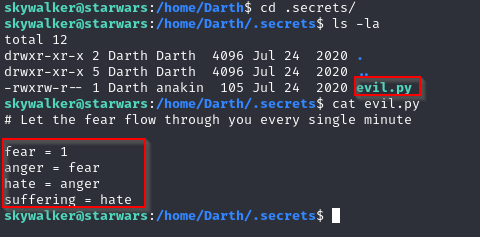 skywalker@starwars:/home/Darth$ cd .secrets/
skywalker@starwars:/home/Darth/.secrets$ ls -la
total 12
drwxr-xr-x 2 Darth Darth  4096 Jul 24  2020 .
drwxr-xr-x 5 Darth Darth  4096 Jul 24  2020 ..
-rwxrw-r-- 1 Darth anakin  105 Jul 24  2020 evil.py
skywalker@starwars:/home/Darth/.secrets$ cat evil.py
# Let the fear flow through you every single minute
fear = 1
anger = fear
hate = anger
suffering = hate
skywalker@starwars:/home/Darth/.secrets$